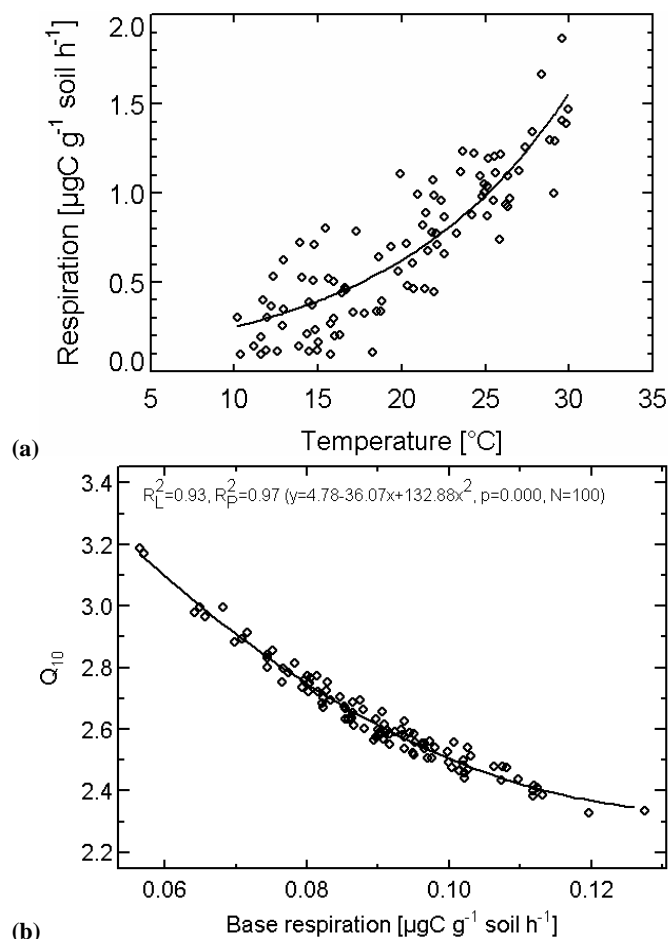 2.0
1.5
1.0
0.5
0.0
Respiration [µgC g⁻¹ soil h⁻¹]
5 10 15 20 25 30 35
Temperature [°C]
(a)
3.4
3.2
3.0
2.8
2.6
2.4
2.2
Q₁₀
R²_L=0.93, R²_P=0.97 (y=4.78-36.07x+132.88x², p=0.000, N=100)
0.06 0.08 0.10 0.12
Base respiration [µgC g⁻¹ soil h⁻¹]
(b)